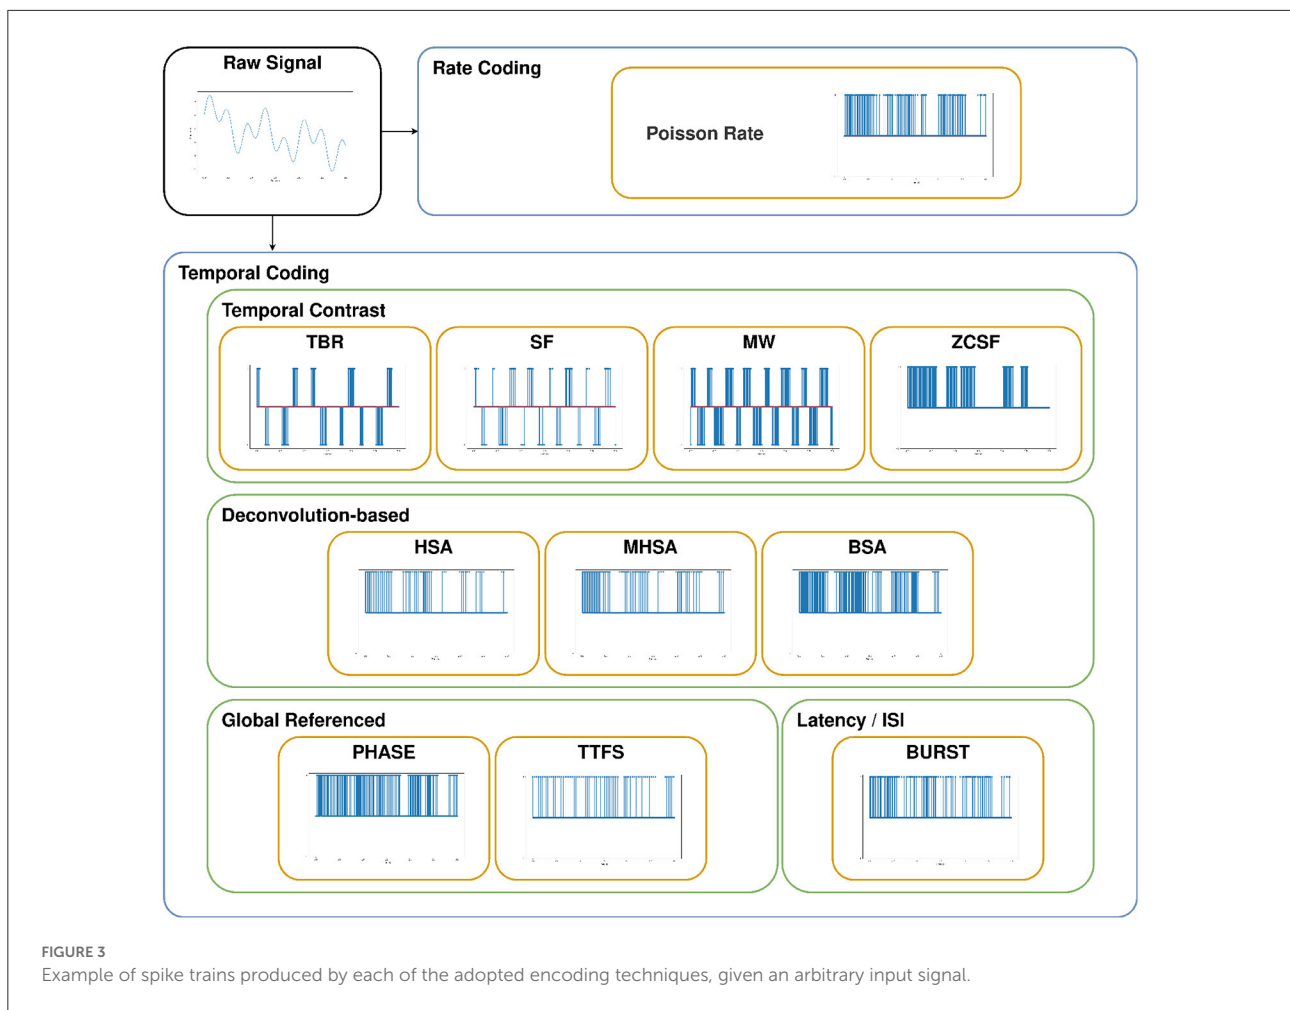 Raw Signal
Rate Coding
Poisson Rate
Temporal Coding
Temporal Contrast
TBR
SF
MW
ZCSF
Deconvolution-based
HSA
MHSA
BSA
Global Referenced
PHASE
TTFS
Latency / ISI
BURST
FIGURE 3
Example of spike trains produced by each of the adopted encoding techniques, given an arbitrary input signal.